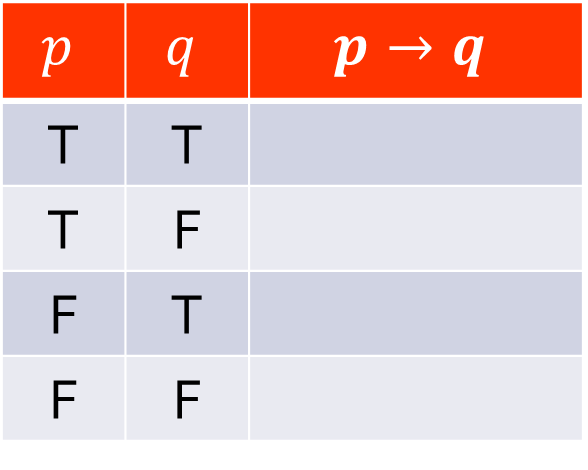 p q p → q
T T
T F
F T
F F